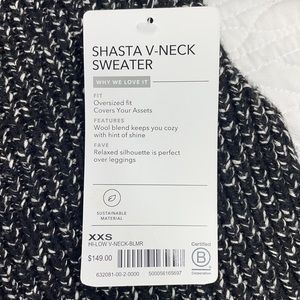 SHASTA V-NECK
SWEATER
WHY WE LOVE IT
FIT
Oversized fit
Covers Your Assets
FEATURES
Wool blend keeps you cozy
with hint of shine
FAVE
Relaxed silhouette is perfect
over leggings
SUSTAINABLE
MATERIAL
XXS
HI-LOW V-NECK-BLMR
$149.00
632081-00-2-0000
500056165697
Certified
B
Corporation